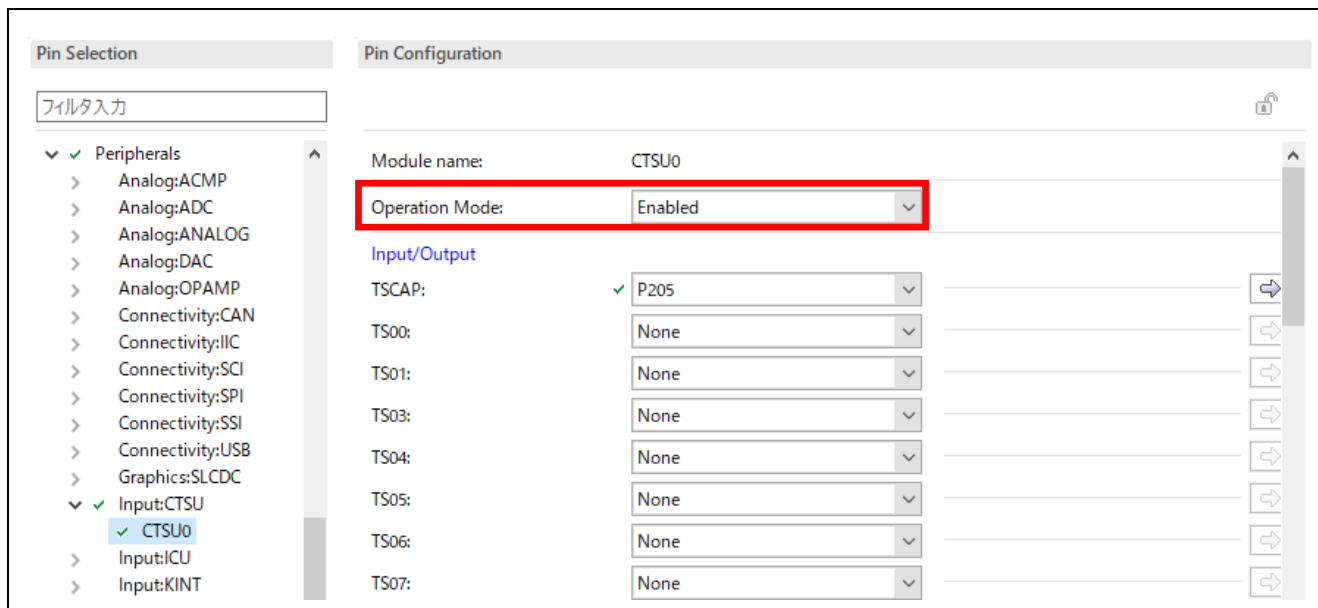 Pin Selection
Pin Configuration
フィルタ入力
Peripherals
Analog:ACMP
Analog:ADC
Analog:ANALOG
Analog:DAC
Analog:OPAMP
Connectivity:CAN
Connectivity:IIC
Connectivity:SCI
Connectivity:SPI
Connectivity:SSI
Connectivity:USB
Graphics:SLCDC
Input:CTSU
CTSU0
Input:ICU
Input:KINT
Module name: CTSU0
Operation Mode: Enabled
Input/Output
TSCAP: P205
TS00: None
TS01: None
TS03: None
TS04: None
TS05: None
TS06: None
TS07: None